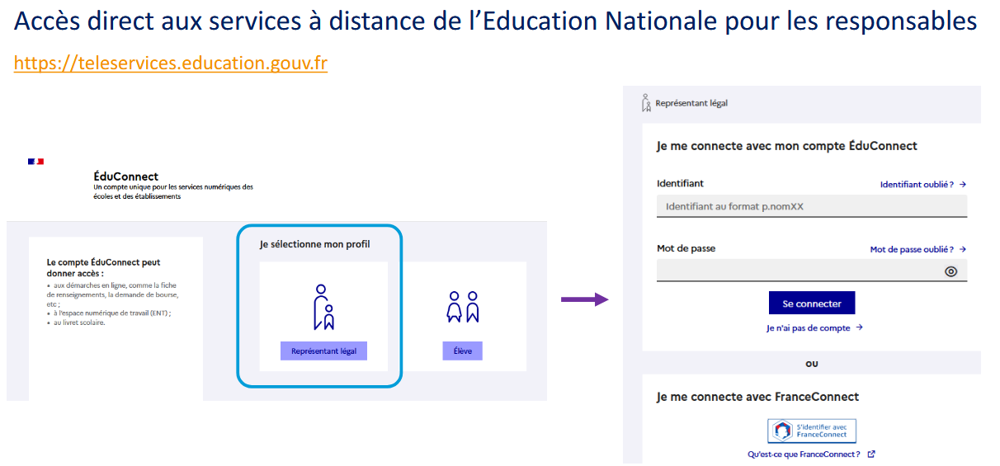 Accès direct aux services à distance de l’Education Nationale pour les responsables
https://teleservices.education.gouv.fr
ÉduConnect
Un compte unique pour les services numériques des
écoles et des établissements
Le compte ÉduConnect peut
donner accès :
• aux démarches en ligne, comme la fiche
de renseignements, la demande de bourse,
etc ;
• à l'espace numérique de travail (ENT) ;
• au livret scolaire.
Je sélectionne mon profil
Représentant légal
Élève
Représentant légal
Je me connecte avec mon compte ÉduConnect
Identifiant
Identifiant oublié ? →
Identifiant au format p.nomXX
Mot de passe
Mot de passe oublié ? →
Se connecter
Je n'ai pas de compte →
ou
Je me connecte avec FranceConnect
S'identifier avec
FranceConnect
Qu'est-ce que FranceConnect ?